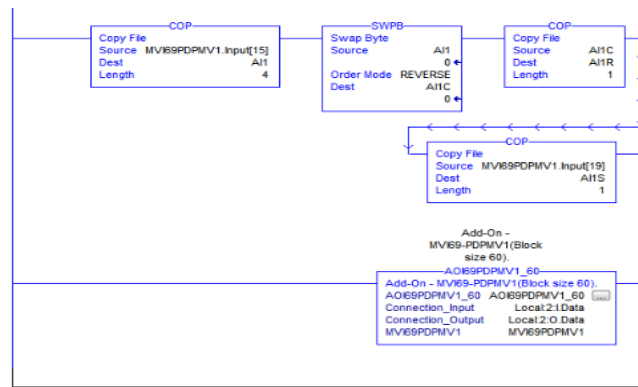 COP
Copy File
Source MVI69PDPMV1.Input[15]
Dest AI1
Length 4
SWPB
Swap Byte
Source AI1
0
Order Mode REVERSE
Dest AI1C
0
COP
Copy File
Source AI1C
Dest AI1R
Length 1
COP
Copy File
Source MVI69PDPMV1.Input[19]
Dest AI1S
Length 1
Add-On -
MVI69-PDPMV1(Block
size 60).
AOI69PDPMV1_60
Add-On - MVI69-PDPMV1(Block size 60).
AOI69PDPMV1_60 AOI69PDPMV1_60 ...
Connection_Input Local:2:I.Data
Connection_Output Local:2:O.Data
MVI69PDPMV1 MVI69PDPMV1